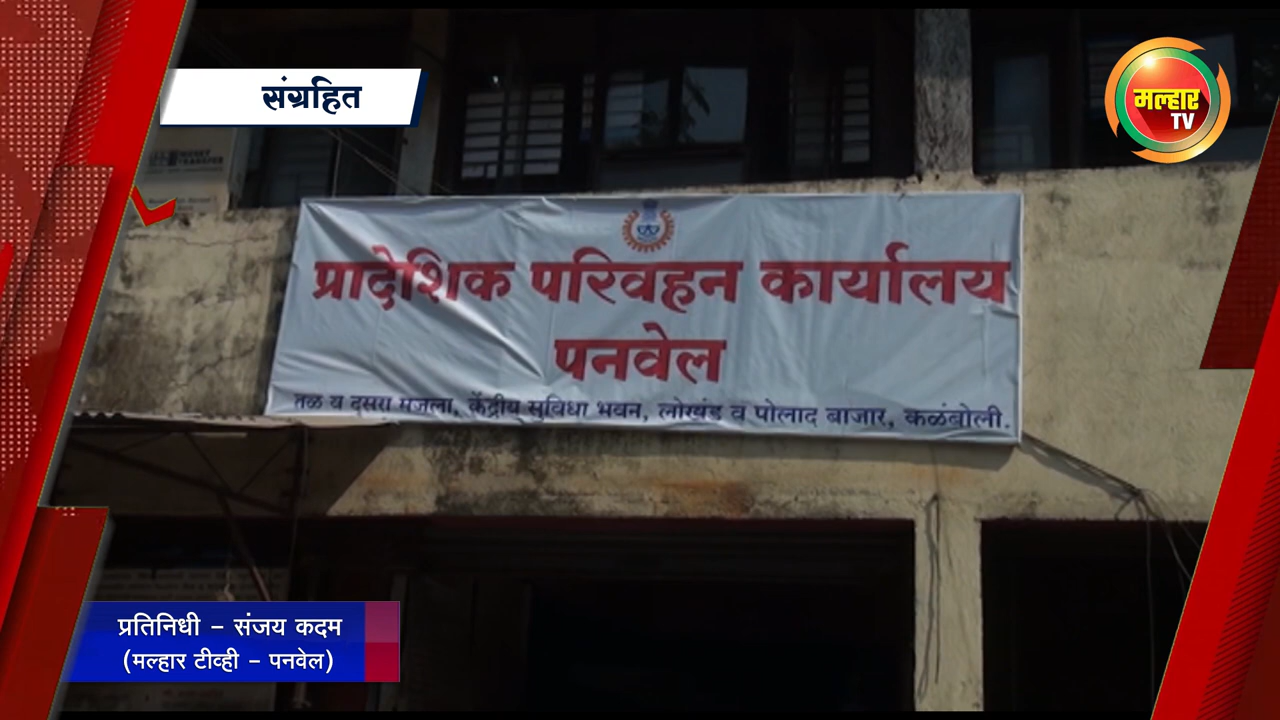 संग्रहित
मल्हार
TV
प्रादेशिक परिवहन कार्यालय
पनवेल
तळ व दुसरा मजला, केंद्रीय सुविधा भवन, लोखंड व पोलाद बाजार, कळंबोली.
प्रतिनिधी - संजय कदम
(मल्हार टीव्ही - पनवेल)